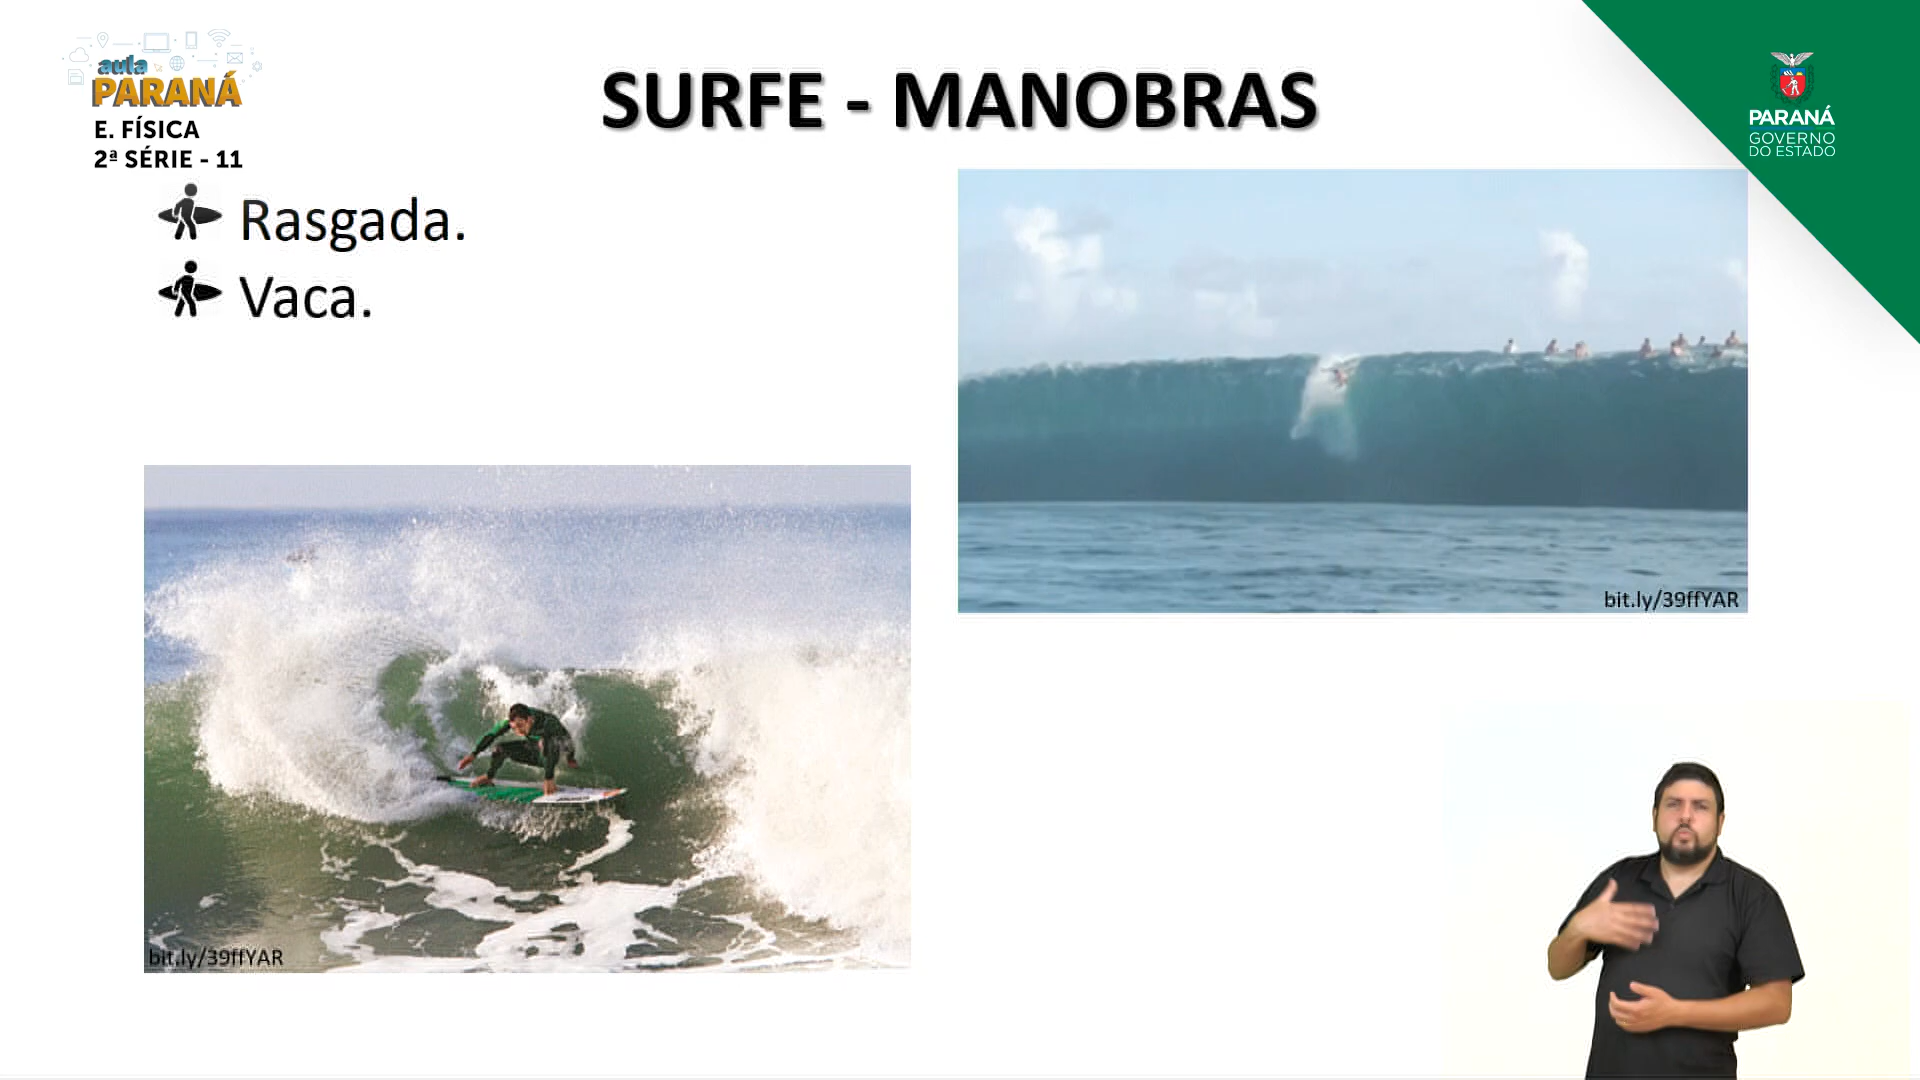 aula
PARANÁ
E. FÍSICA
2ª SÉRIE - 11
SURFE - MANOBRAS
PARANÁ
GOVERNO
DO ESTADO
Rasgada.
Vaca.
bit.ly/39ffYAR
bit.ly/39ffYAR